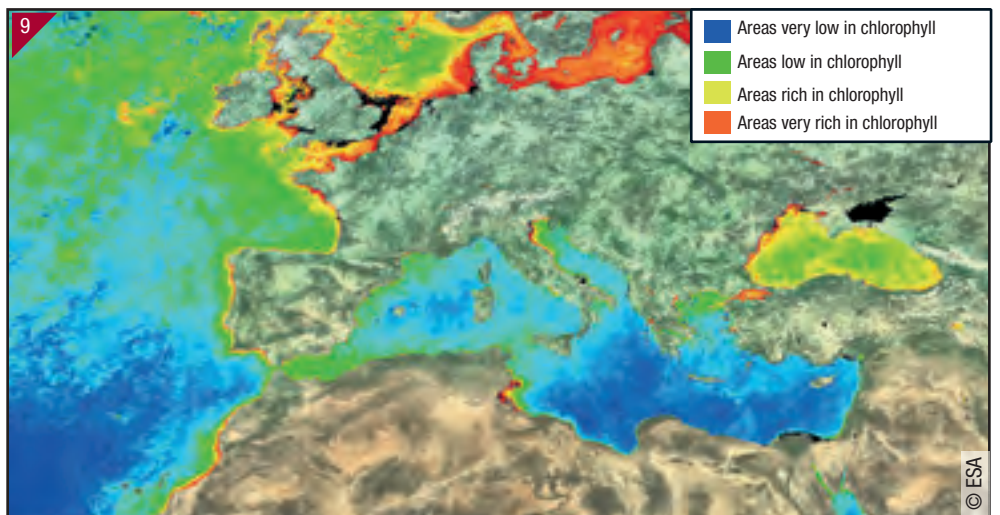 9
Areas very low in chlorophyll
Areas low in chlorophyll
Areas rich in chlorophyll
Areas very rich in chlorophyll
© ESA